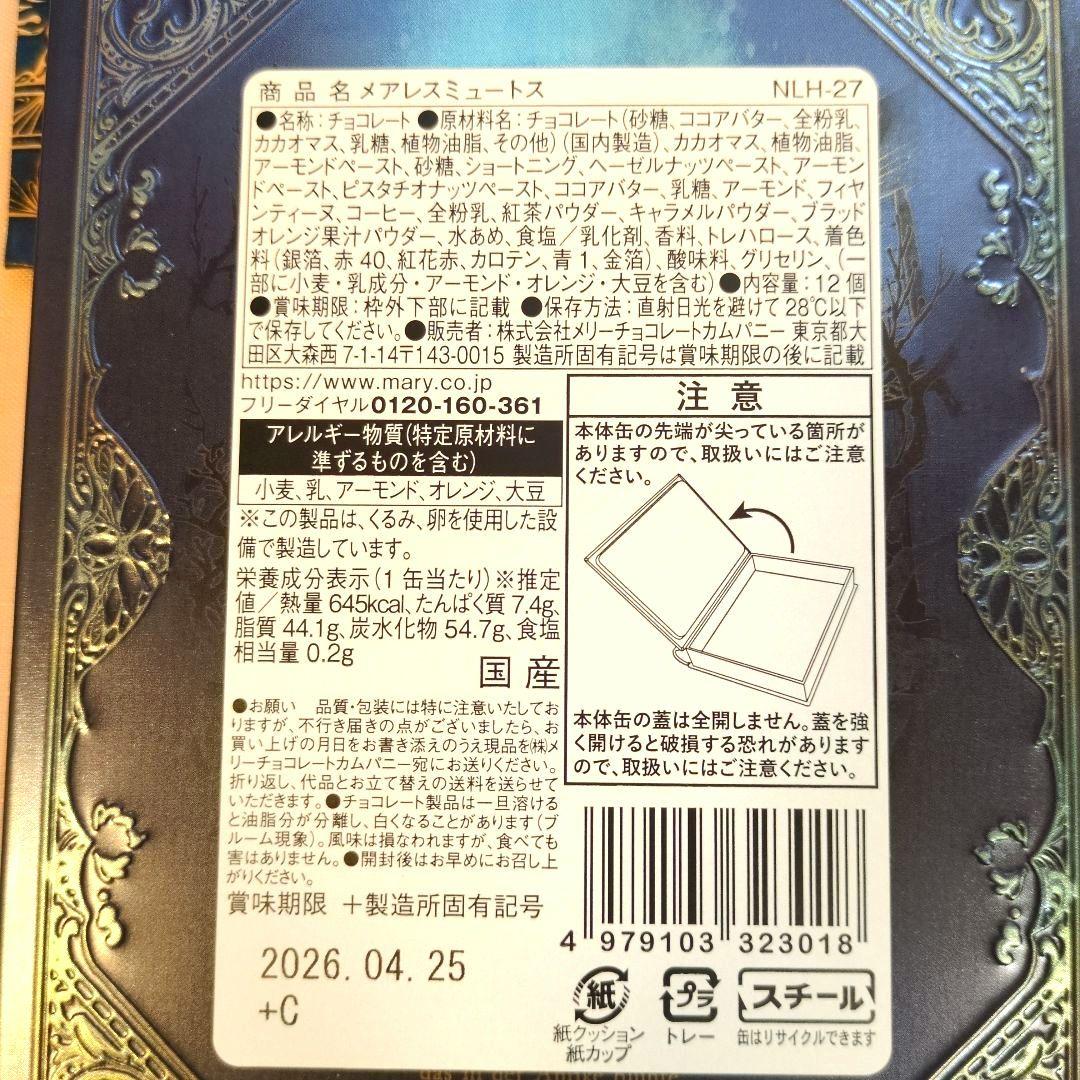 商品名 メアレスミュートス NLH-27
●名称:チョコレート ●原材料名:チョコレート(砂糖、ココアバター、全粉乳、
カカオマス、乳糖、植物油脂、その他)(国内製造)、カカオマス、植物油脂、
アーモンドペースト、砂糖、ショートニング、ヘーゼルナッツペースト、アーモン
ドペースト、ピスタチオナッツペースト、ココアバター、乳糖、アーモンド、フィヤ
ンティーヌ、コーヒー、全粉乳、紅茶パウダー、キャラメルパウダー、ブラッド
オレンジ果汁パウダー、水あめ、食塩/乳化剤、香料、トレハロース、着色
料(銀箔、赤40、紅花赤、カロテン、青1、金箔)、酸味料、グリセリン、(一
部に小麦・乳成分・アーモンド・オレンジ・大豆を含む) ●内容量:12個
●賞味期限:枠外下部に記載 ●保存方法:直射日光を避けて28℃以下
で保存してください。●販売者:株式会社メリーチョコレートカムパニー 東京都大
田区大森西7-1-14〒143-0015 製造所固有記号は賞味期限の後に記載
https://www.mary.co.jp
フリーダイヤル0120-160-361
アレルギー物質(特定原材料に
準ずるものを含む)
小麦、乳、アーモンド、オレンジ、大豆
※この製品は、くるみ、卵を使用した設
備で製造しています。
栄養成分表示(1缶当たり)※推定
値/熱量645kcal、たんぱく質7.4g、
脂質44.1g、炭水化物54.7g、食塩
相当量0.2g
国産
●お願い 品質・包装には特に注意いたしてお
りますが、不行き届きの点がございましたら、お
買い上げの月日をお書き添えのうえ現品を㈱メ
リーチョコレートカムパニー宛にお送りください。
折り返し、代品とお立て替えの送料を送らせて
いただきます。●チョコレート製品は一旦溶ける
と油脂分が分離し、白くなることがあります(ブ
ルーム現象)。風味は損なわれますが、食べても
害はありません。●開封後はお早めにお召し上
がりください。
賞味期限 +製造所固有記号
2026.04.25
+C
注意
本体缶の先端が尖っている箇所が
ありますので、取扱いにはご注意
ください。
本体缶の蓋は全開しません。蓋を強
く開けると破損する恐れがあります
ので、取扱いにはご注意ください。
4 979103 323018
紙
紙クッション
紙カップ
プラ
トレー
スチール
缶はリサイクルできます